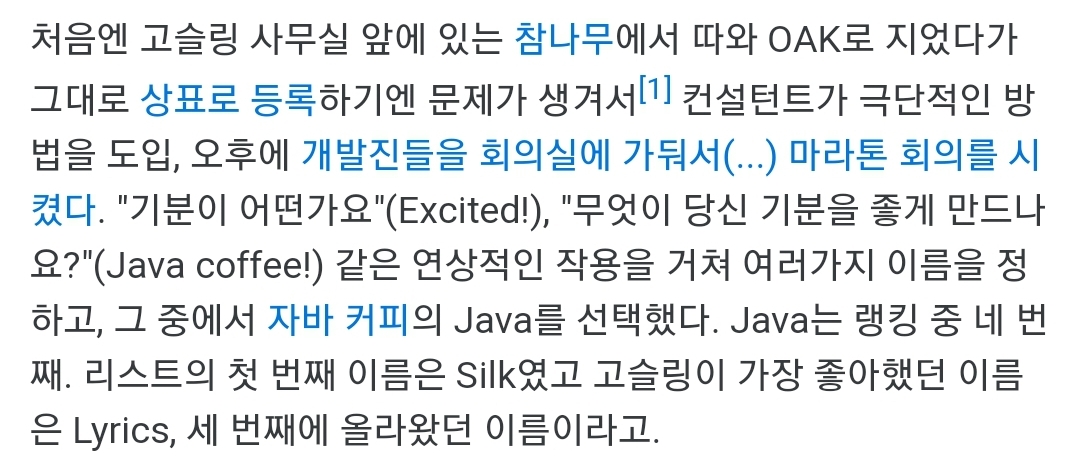 처음엔 고슬링 사무실 앞에 있는 참나무에서 따와 OAK로 지었다가
그대로 상표로 등록하기엔 문제가 생겨서[1] 컨설턴트가 극단적인 방
법을 도입, 오후에 개발진들을 회의실에 가둬서(...) 마라톤 회의를 시
켰다. "기분이 어떤가요"(Excited!), "무엇이 당신 기분을 좋게 만드나
요?"(Java coffee!) 같은 연상적인 작용을 거쳐 여러가지 이름을 정
하고, 그 중에서 자바 커피의 Java를 선택했다. Java는 랭킹 중 네 번
째. 리스트의 첫 번째 이름은 Silk였고 고슬링이 가장 좋아했던 이름
은 Lyrics, 세 번째에 올라왔던 이름이라고.